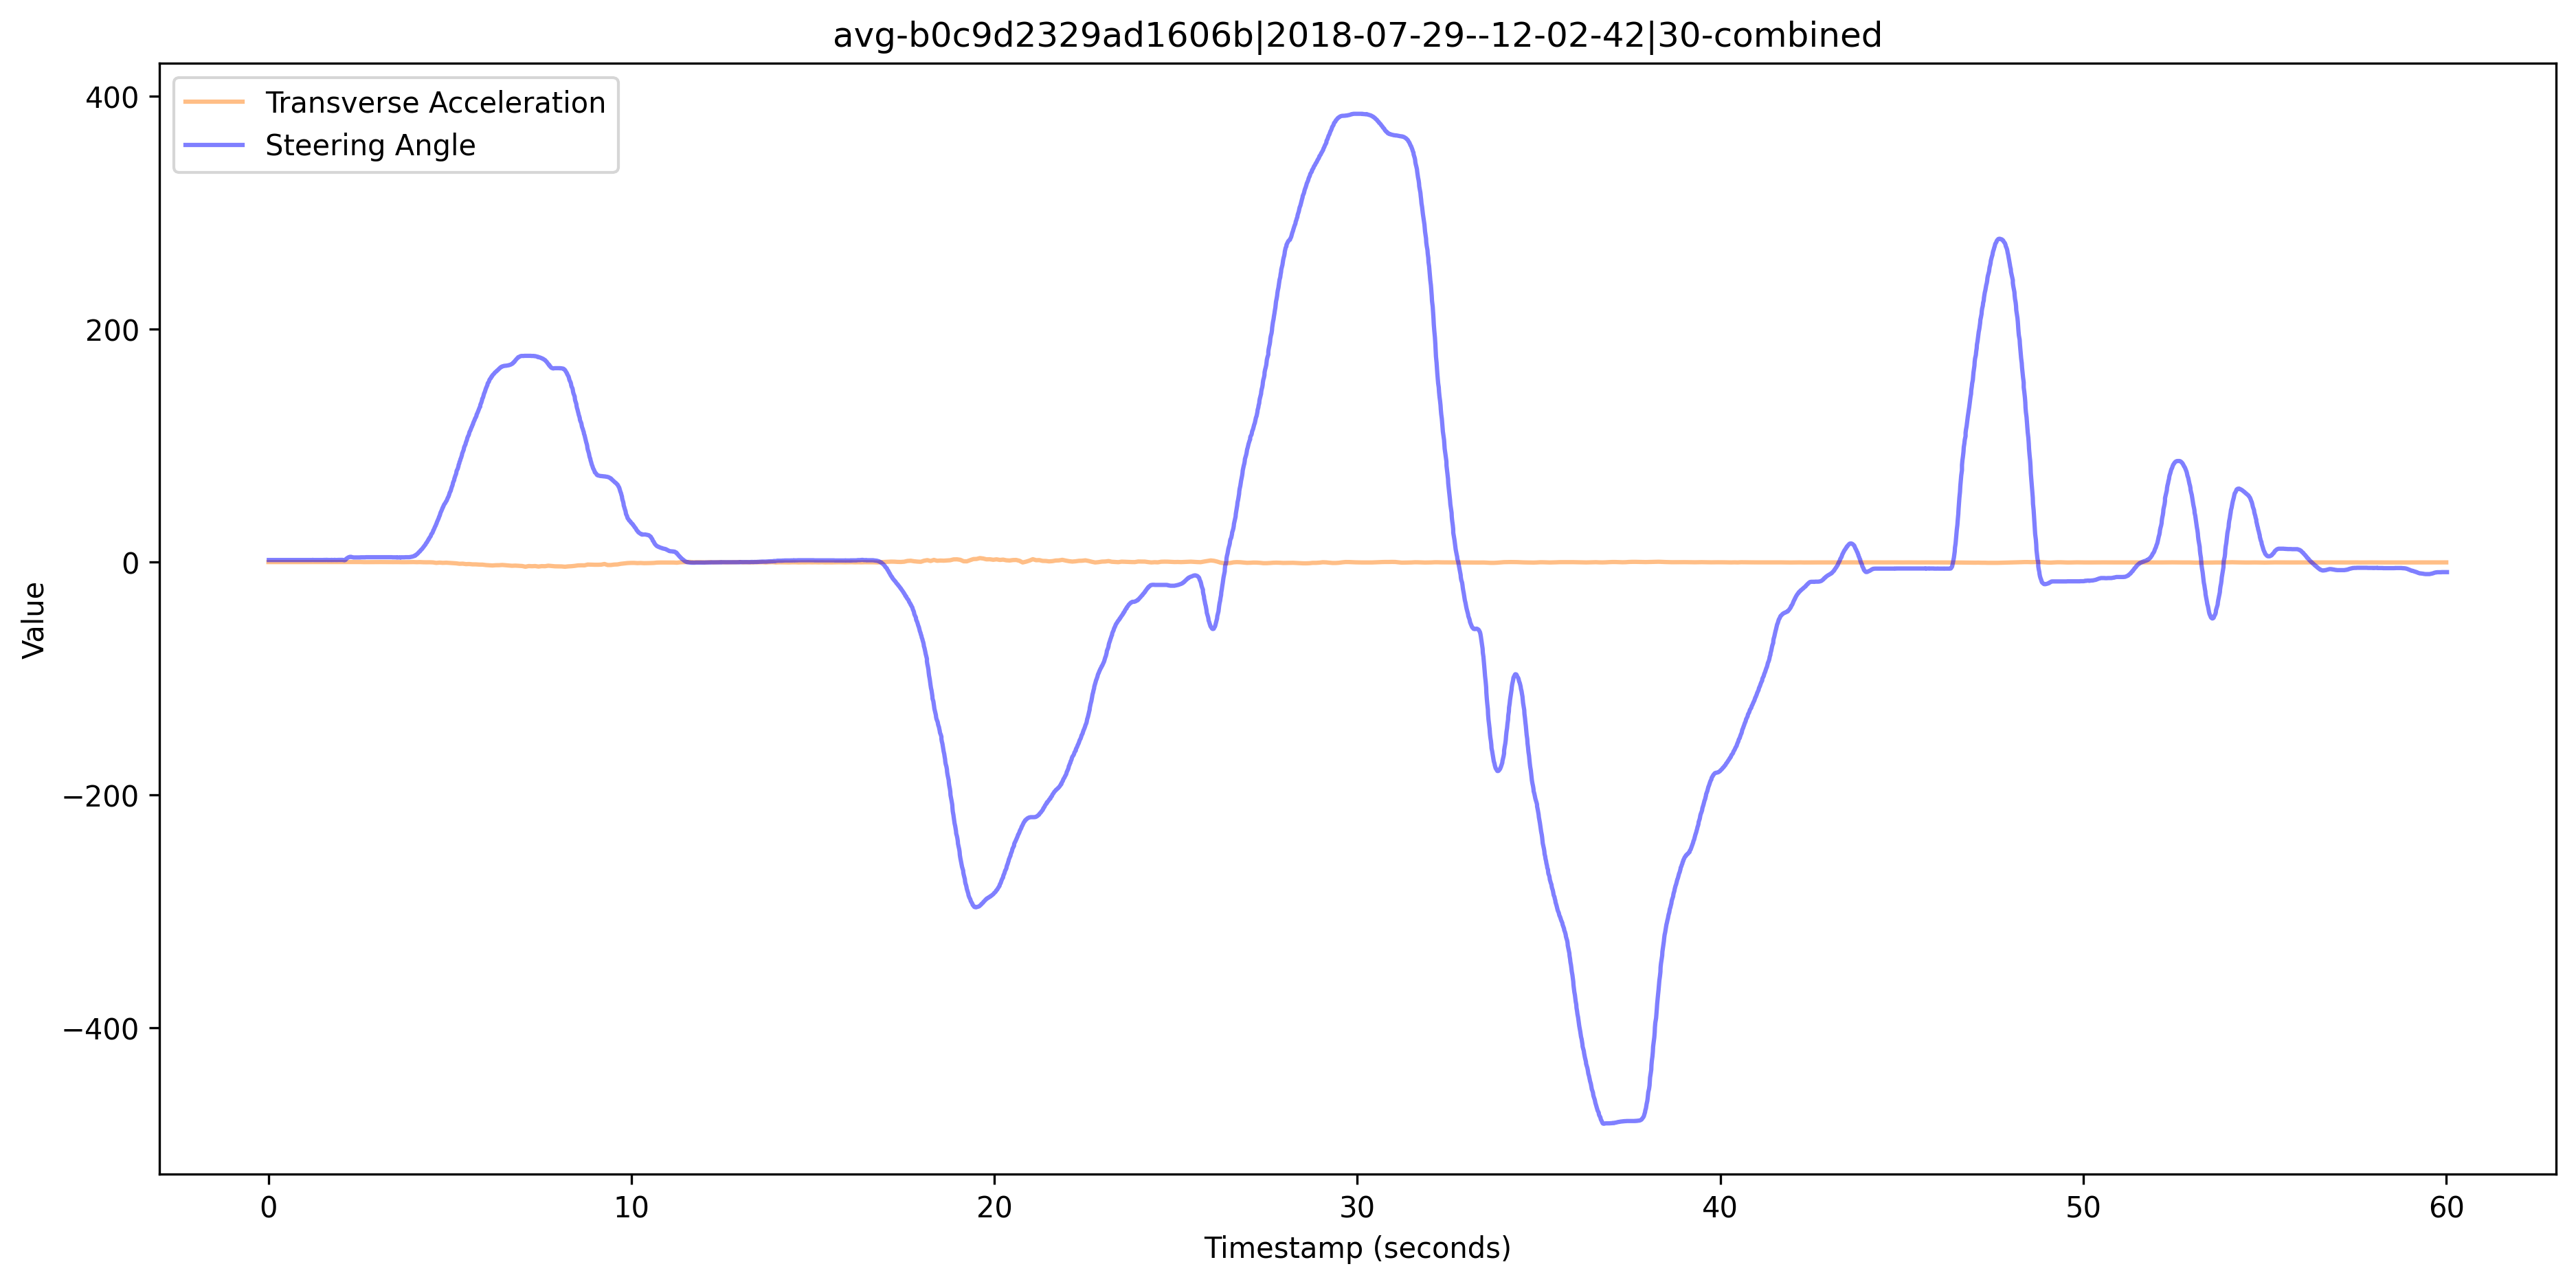 avg-b0c9d2329ad1606b|2018-07-29--12-02-42|30-combined
Transverse Acceleration
Steering Angle
400
200
0
−200
−400
Value
0 10 20 30 40 50 60
Timestamp (seconds)